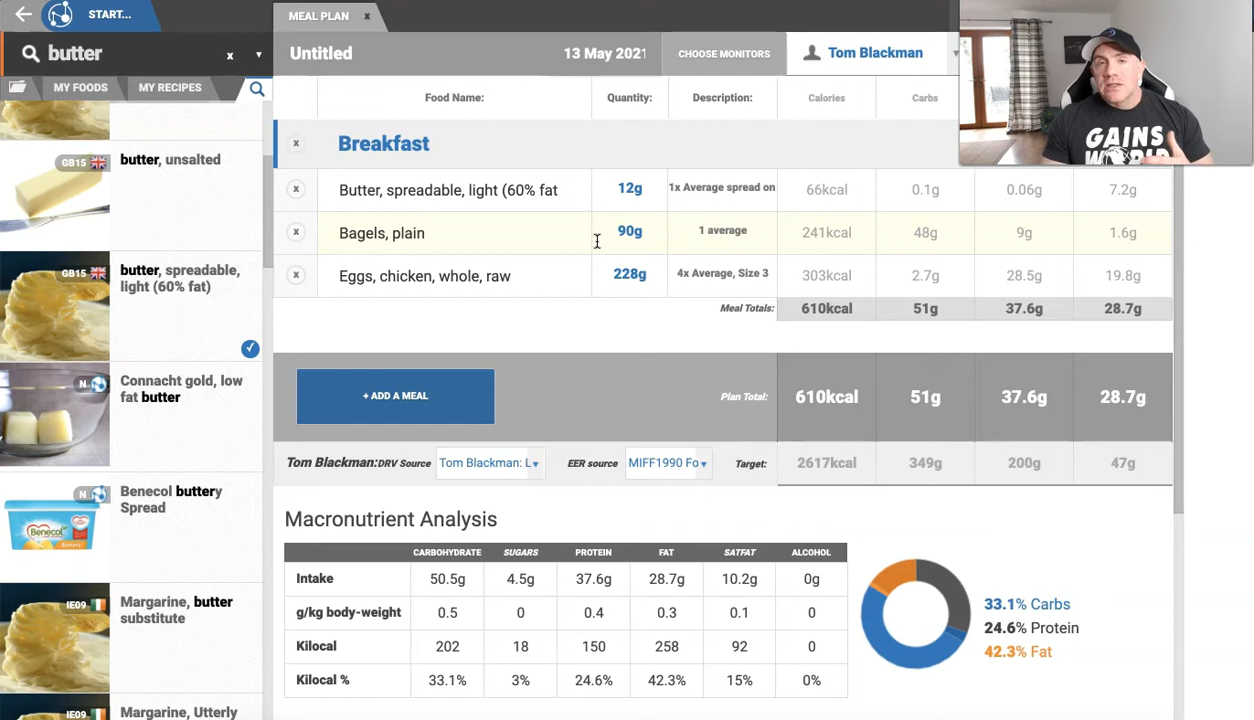 START...
MEAL PLAN x
butter x
Untitled
13 May 2021
CHOOSE MONITORS
Tom Blackman
GAINS
WORLD
MY FOODS
MY RECIPES
Food Name:
Quantity:
Description:
Calories
Carbs
x Breakfast
x Butter, spreadable, light (60% fat 12g 1x Average spread on 66kcal 0.1g 0.06g 7.2g
x Bagels, plain 90g 1 average 241kcal 48g 9g 1.6g
x Eggs, chicken, whole, raw 228g 4x Average, Size 3 303kcal 2.7g 28.5g 19.8g
Meal Totals: 610kcal 51g 37.6g 28.7g
+ ADD A MEAL
Plan Total: 610kcal 51g 37.6g 28.7g
Tom Blackman: DRV Source Tom Blackman: L EER source MIFF1990 Fo Target: 2617kcal 349g 200g 47g
GB15
butter, unsalted
GB15
butter, spreadable,
light (60% fat)
N
Connacht gold, low
fat butter
N
Benecol buttery
Spread
Benecol
IE09
Margarine, butter
substitute
IE09
Margarine, Utterly
Macronutrient Analysis
CARBOHYDRATE SUGARS PROTEIN FAT SATFAT ALCOHOL
Intake 50.5g 4.5g 37.6g 28.7g 10.2g 0g
g/kg body-weight 0.5 0 0.4 0.3 0.1 0
Kilocal 202 18 150 258 92 0
Kilocal % 33.1% 3% 24.6% 42.3% 15% 0%
33.1% Carbs
24.6% Protein
42.3% Fat